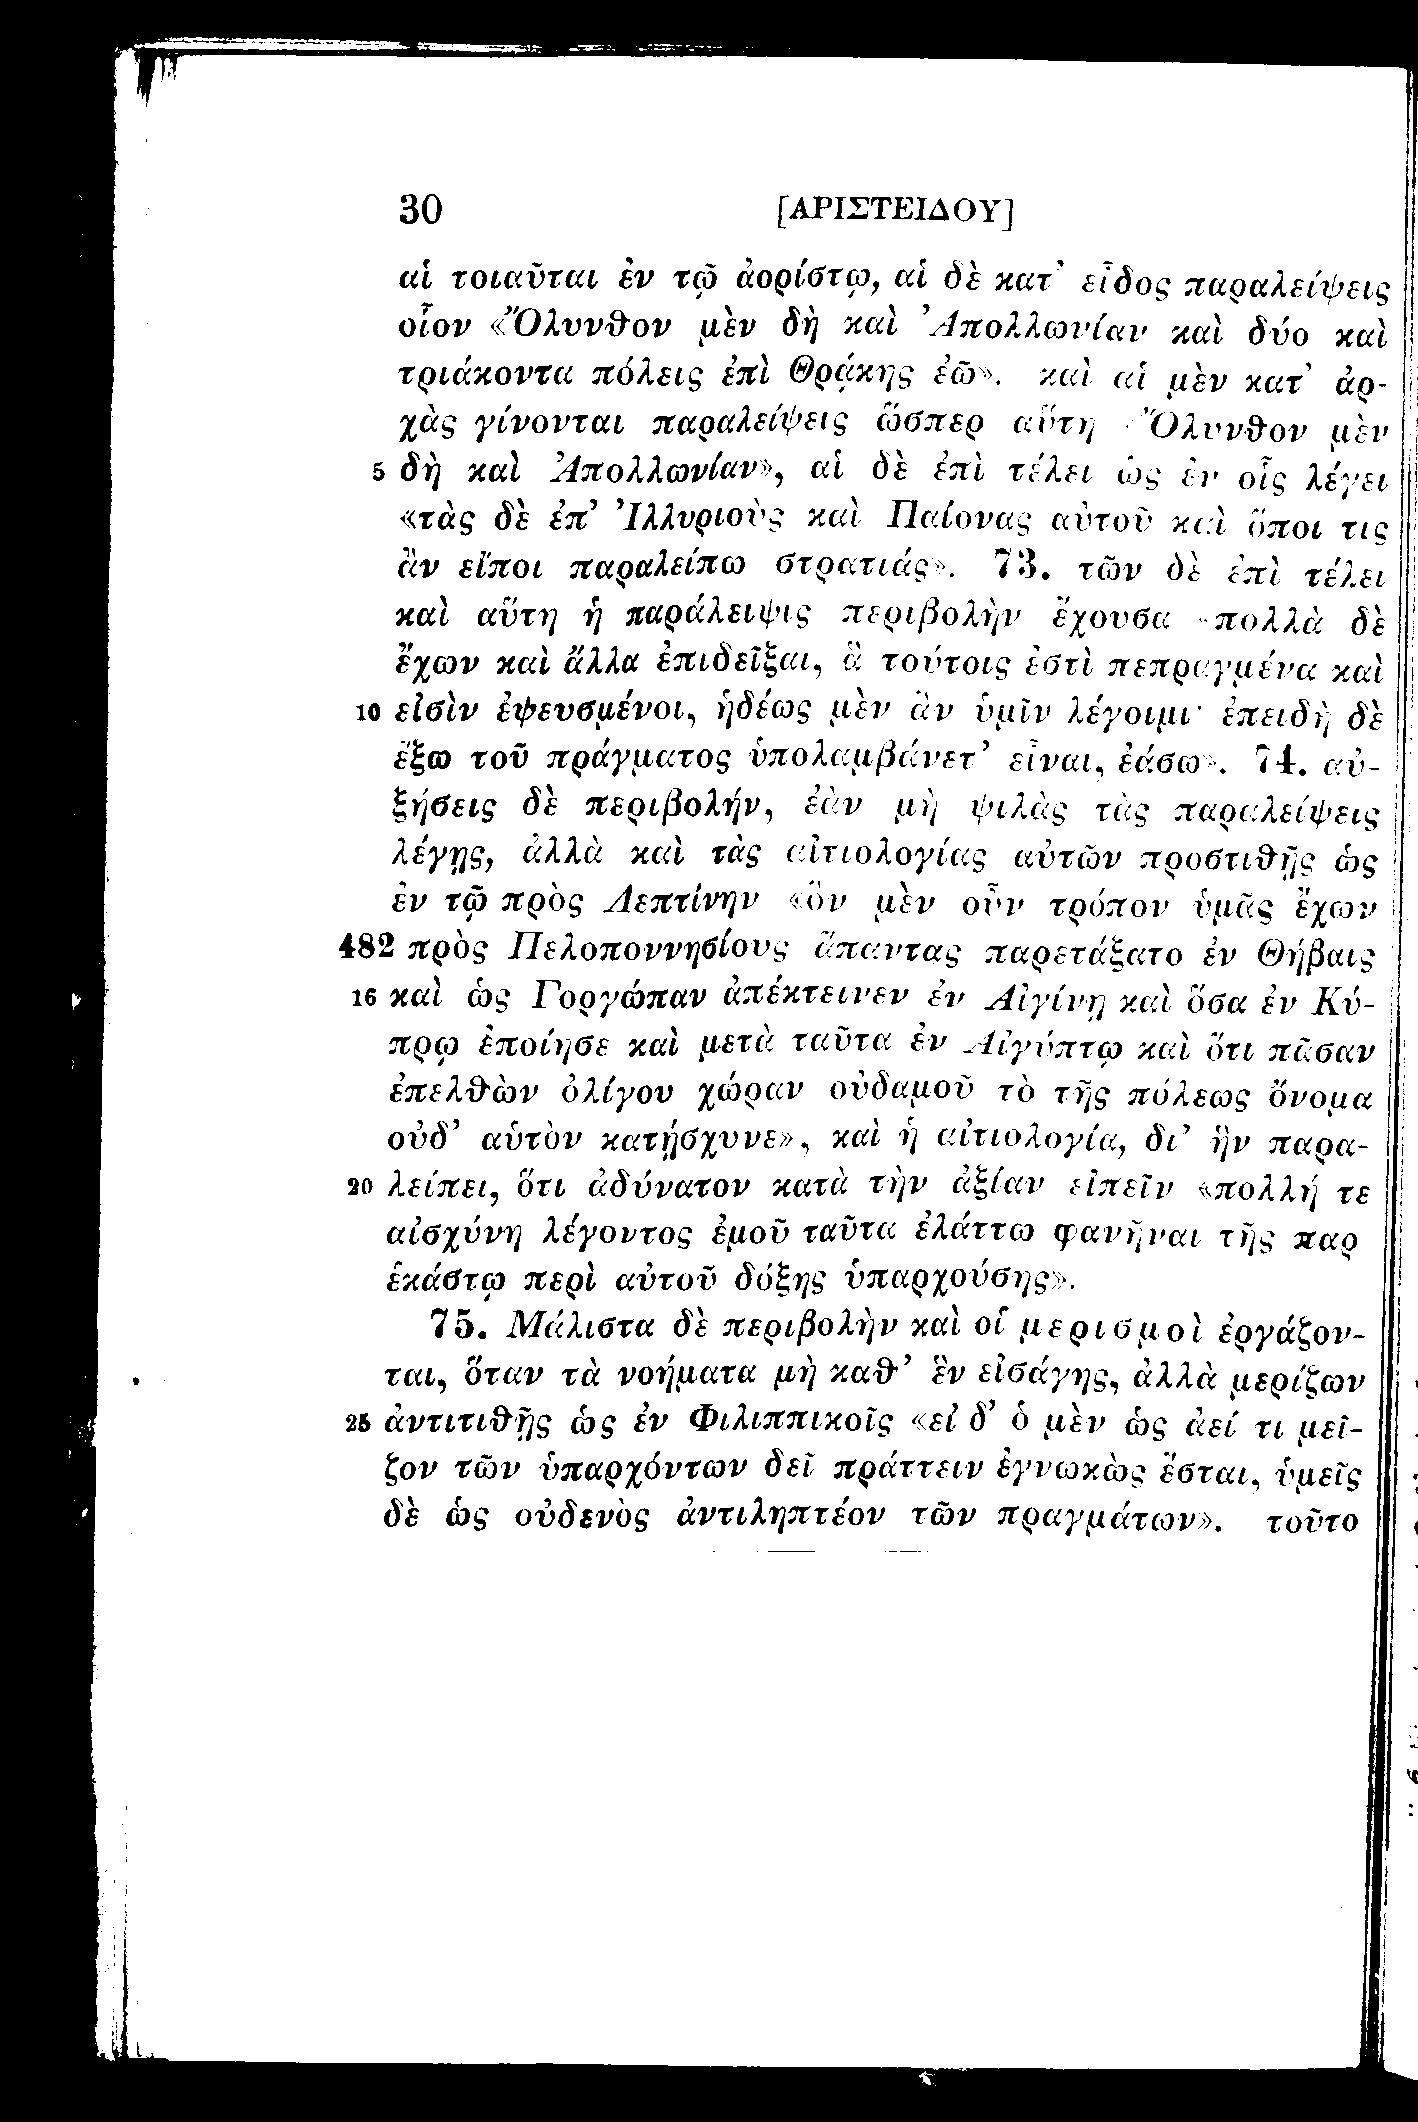 30 [ΑΡΙΣΤΕΙΔΟΥ]
αἱ τοιαῦται ἐν τῷ ἀορίστῳ, αἱ δὲ κατ’ εἶδος παραλείψεις
οἷον «Ὄλυνθον μὲν δὴ καὶ Ἀπολλωνίαν καὶ δύο καὶ
τριάκοντα πόλεις ἐπὶ Θρᾴκης ἐῶ». καὶ αἱ μὲν κατ’ ἀρ-
χὰς γίνονται παραλείψεις ὥσπερ αὕτη «Ὄλυνθον μὲν
5 δὴ καὶ Ἀπολλωνίαν», αἱ δὲ ἐπὶ τέλει ὡς ἐν οἷς λέγει
«τὰς δὲ ἐπ’ Ἰλλυριοὺς καὶ Παίονας αὐτοῦ καὶ ὅποι τις
ἂν εἴποι παραλείπω στρατιάς». 73. τῶν δὲ ἐπὶ τέλει
καὶ αὕτη ἡ παράλειψις περιβολὴν ἔχουσα «πολλὰ δὲ
ἔχων καὶ ἄλλα ἐπιδεῖξαι, ἃ τούτοις ἐστὶ πεπραγμένα καὶ
10 εἰσὶν ἐψευσμένοι, ἡδέως μὲν ἂν ὑμῖν λέγοιμι· ἐπειδὴ δὲ
ἔξω τοῦ πράγματος ὑπολαμβάνετ’ εἶναι, ἐάσω». 74. αὐ-
ξήσεις δὲ περιβολήν, ἐὰν μὴ ψιλὰς τὰς παραλείψεις
λέγῃς, ἀλλὰ καὶ τὰς αἰτιολογίας αὐτῶν προστιθῇς ὡς
ἐν τῷ πρὸς Λεπτίνην «ὃν μὲν οὖν τρόπον ὑμᾶς ἔχων
482 πρὸς Πελοποννησίους ἅπαντας παρετάξατο ἐν Θήβαις
16 καὶ ὡς Γοργώπαν ἀπέκτεινεν ἐν Αἰγίνῃ καὶ ὅσα ἐν Κύ-
πρῳ ἐποίησε καὶ μετὰ ταῦτα ἐν Αἰγύπτῳ καὶ ὅτι πᾶσαν
ἐπελθὼν ὀλίγου χώραν οὐδαμοῦ τὸ τῆς πόλεως ὄνομα
οὐδ’ αὑτὸν κατῄσχυνε», καὶ ἡ αἰτιολογία, δι’ ἣν παρα-
20 λείπει, ὅτι ἀδύνατον κατὰ τὴν ἀξίαν εἰπεῖν «πολλή τε
αἰσχύνη λέγοντος ἐμοῦ ταῦτα ἐλάττω φανῆναι τῆς παρ
ἑκάστῳ περὶ αὐτοῦ δόξης ὑπαρχούσης».
75. Μάλιστα δὲ περιβολὴν καὶ οἱ μερισμοὶ ἐργάζον-
ται, ὅταν τὰ νοήματα μὴ καθ’ ἓν εἰσάγῃς, ἀλλὰ μερίζων
25 ἀντιτιθῇς ὡς ἐν Φιλιππικοῖς «εἰ δ’ ὁ μὲν ὡς ἀεί τι μεῖ-
ζον τῶν ὑπαρχόντων δεῖ πράττειν ἐγνωκὼς ἔσται, ὑμεῖς
δὲ ὡς οὐδενὸς ἀντιληπτέον τῶν πραγμάτων». τοῦτο